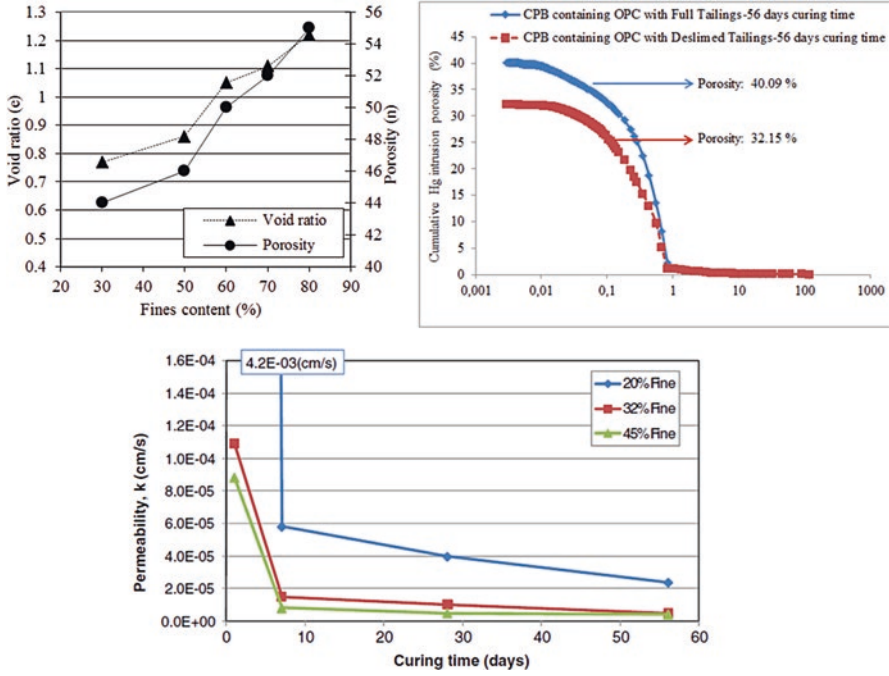 1.3
1.2
1.1
1
0.9
0.8
0.7
0.6
0.5
0.4
Void ratio (e)
56
54
52
50
48
46
44
42
40
Porosity (n)
Void ratio
Porosity
20 30 40 50 60 70 80 90
Fines content (%)
CPB containing OPC with Full Tailings-56 days curing time
CPB containing OPC with Deslimed Tailings-56 days curing time
Cumulative Hg intrusion porosity (%)
50
45
40
35
30
25
20
15
10
5
0
Porosity: 40.09 %
Porosity: 32.15 %
0,001 0,01 0,1 1 10 100 1000
1.6E-04
1.4E-04
1.2E-04
1.0E-04
8.0E-05
6.0E-05
4.0E-05
2.0E-05
0.0E+00
Permeability, k (cm/s)
4.2E-03(cm/s)
20%Fine
32%Fine
45%Fine
0 10 20 30 40 50 60
Curing time (days)